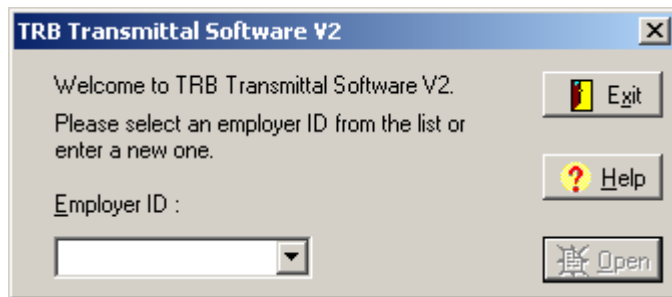 TRB Transmittal Software V2
Welcome to TRB Transmittal Software V2.
Please select an employer ID from the list or
enter a new one.
Employer ID :
Exit
Help
Open